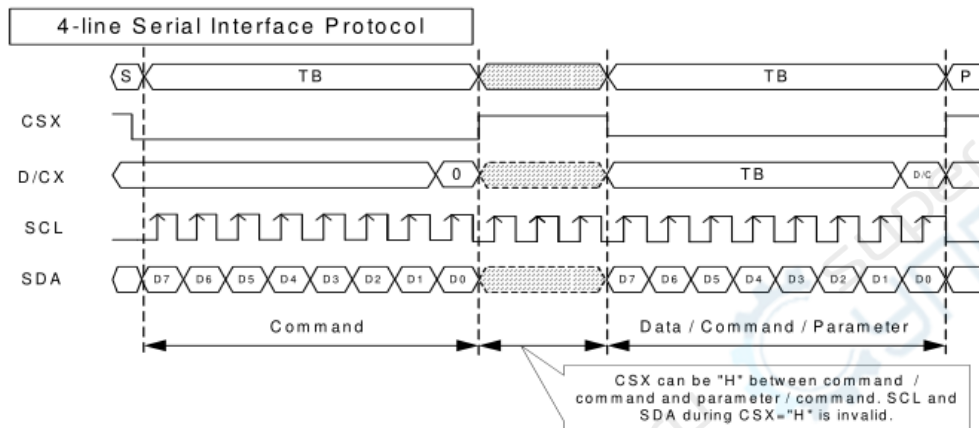 4-line Serial Interface Protocol
S TB TB P
CSX
D/CX 0 TB D/C
SCL
SDA D7 D6 D5 D4 D3 D2 D1 D0 D7 D6 D5 D4 D3 D2 D1 D0
Command Data / Command / Parameter
CSX can be "H" between command /
command and parameter / command. SCL and
SDA during CSX="H" is invalid.